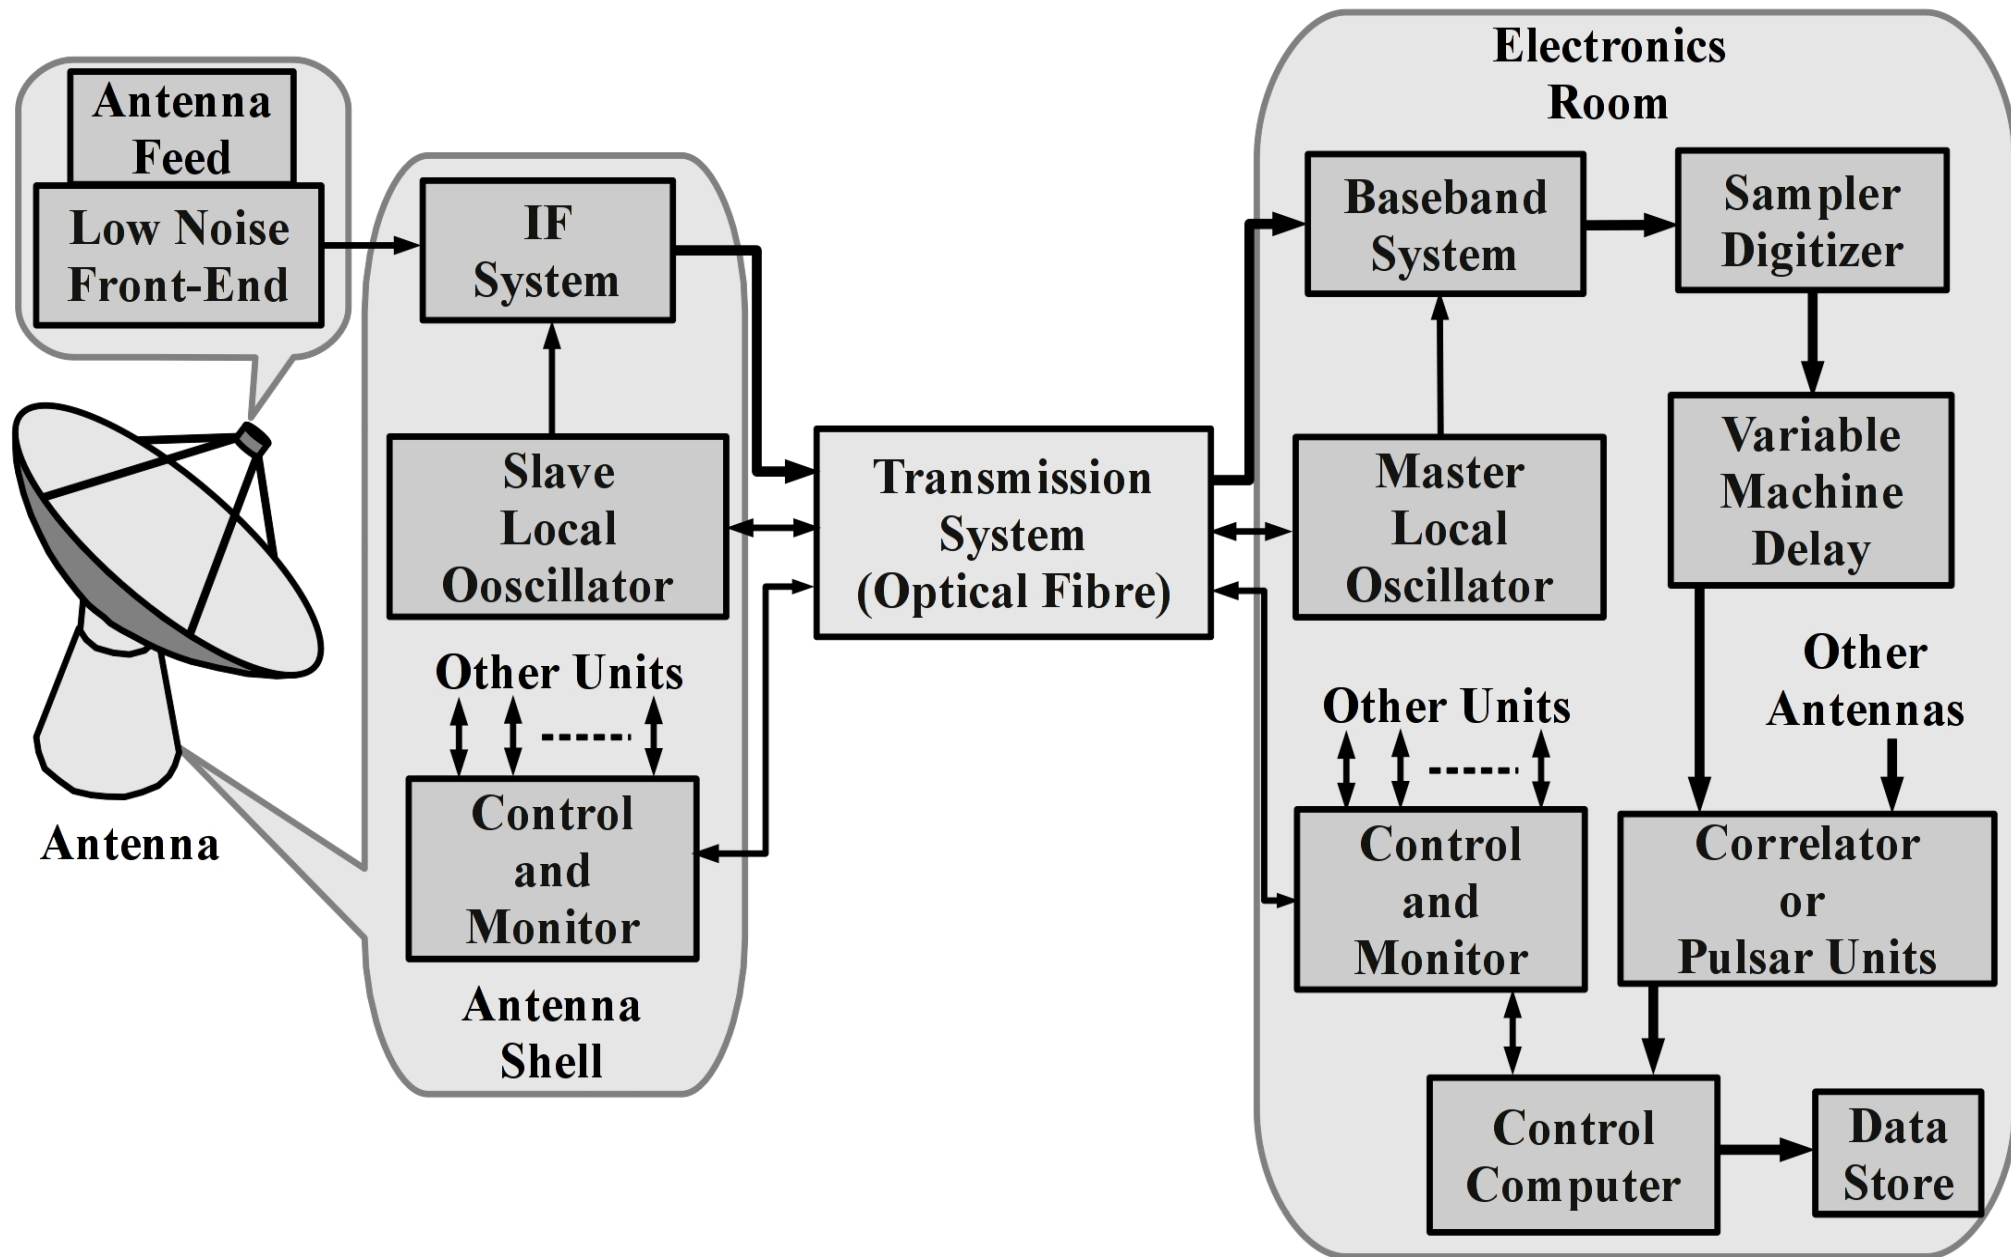 Antenna
Feed
Low Noise
Front-End
Antenna
IF
System
Slave
Local
Ooscillator
Other Units
Control
and
Monitor
Antenna
Shell
Transmission
System
(Optical Fibre)
Electronics
Room
Baseband
System
Sampler
Digitizer
Master
Local
Oscillator
Variable
Machine
Delay
Other Units
Other
Antennas
Control
and
Monitor
Correlator
or
Pulsar Units
Control
Computer
Data
Store